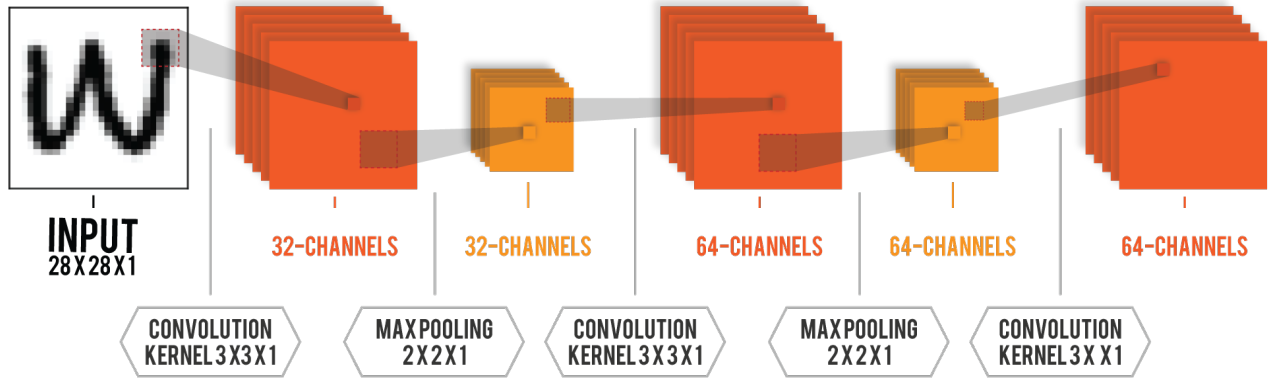 W
INPUT
28 X 28 X 1
32-CHANNELS
32-CHANNELS
64-CHANNELS
64-CHANNELS
64-CHANNELS
CONVOLUTION
KERNEL 3 X 3 X 1
MAX POOLING
2 X 2 X 1
CONVOLUTION
KERNEL 3 X 3 X 1
MAX POOLING
2 X 2 X 1
CONVOLUTION
KERNEL 3 X X 1